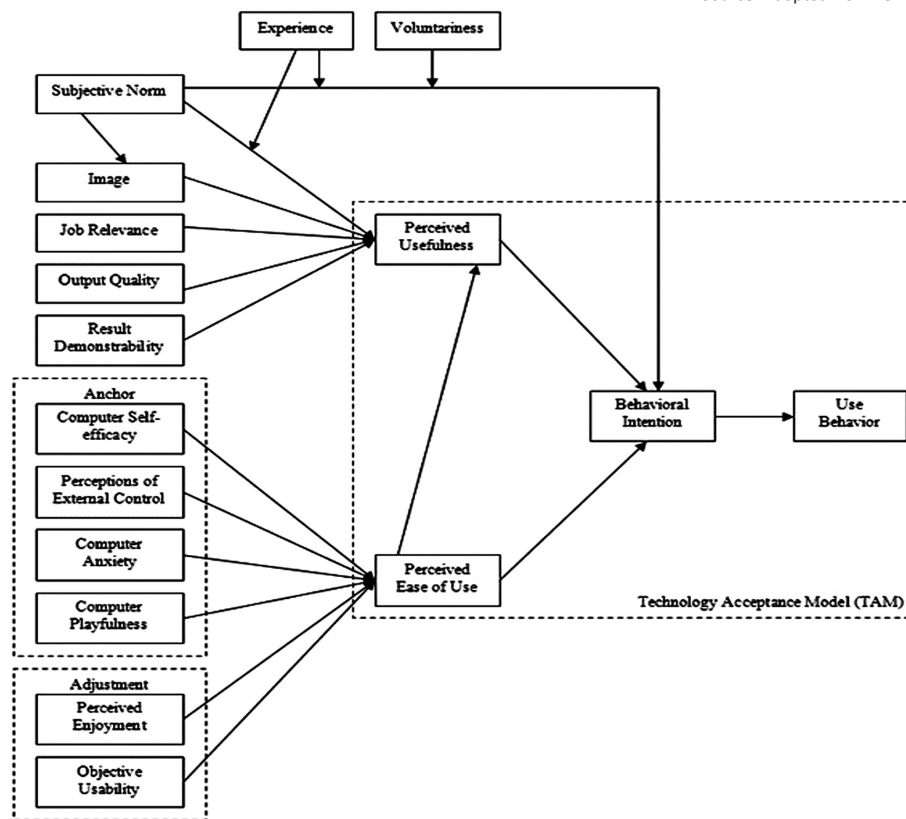 Experience
Voluntariness
Subjective Norm
Image
Job Relevance
Output Quality
Result
Demonstrability
Perceived
Usefulness
Anchor
Computer Self-
efficacy
Perceptions of
External Control
Computer
Anxiety
Computer
Playfulness
Behavioral
Intention
Use
Behavior
Perceived
Ease of Use
Technology Acceptance Model (TAM)
Adjustment
Perceived
Enjoyment
Objective
Usability